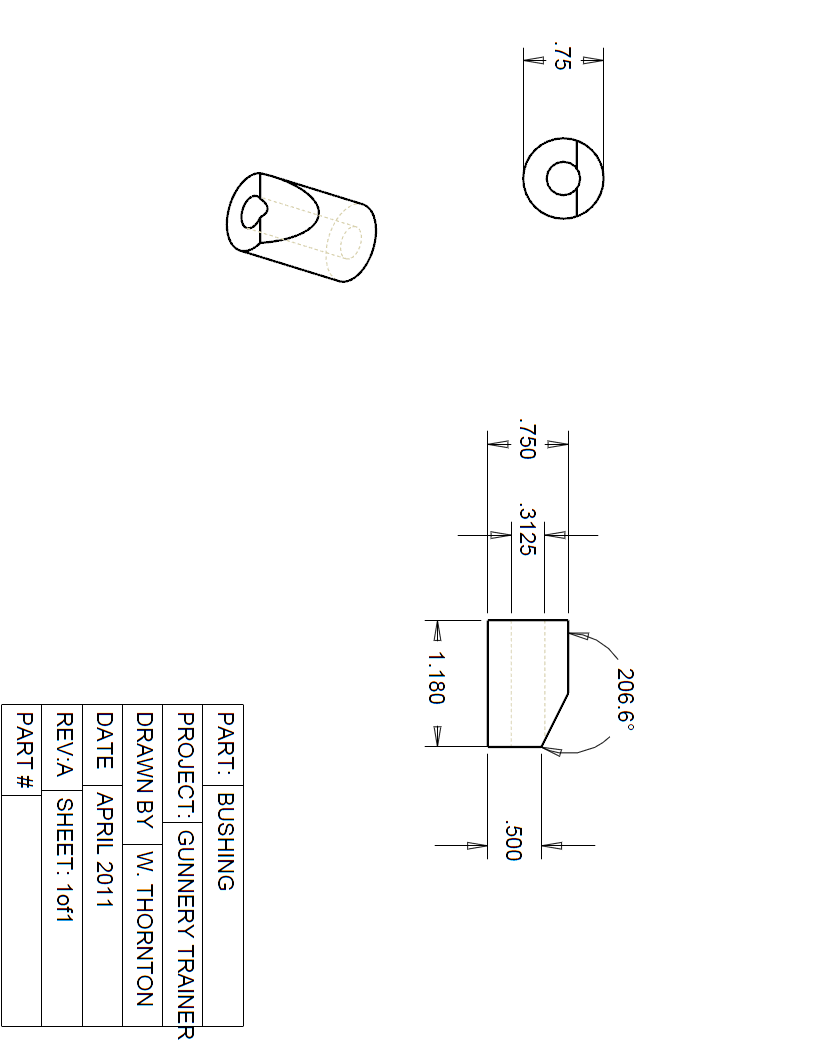 .75
.750
.3125
206.6°
1.180
.500
PART: BUSHING
PROJECT: GUNNERY TRAINER
DRAWN BY W. THORNTON
DATE APRIL 2011
REV:A SHEET: 1of1
PART #